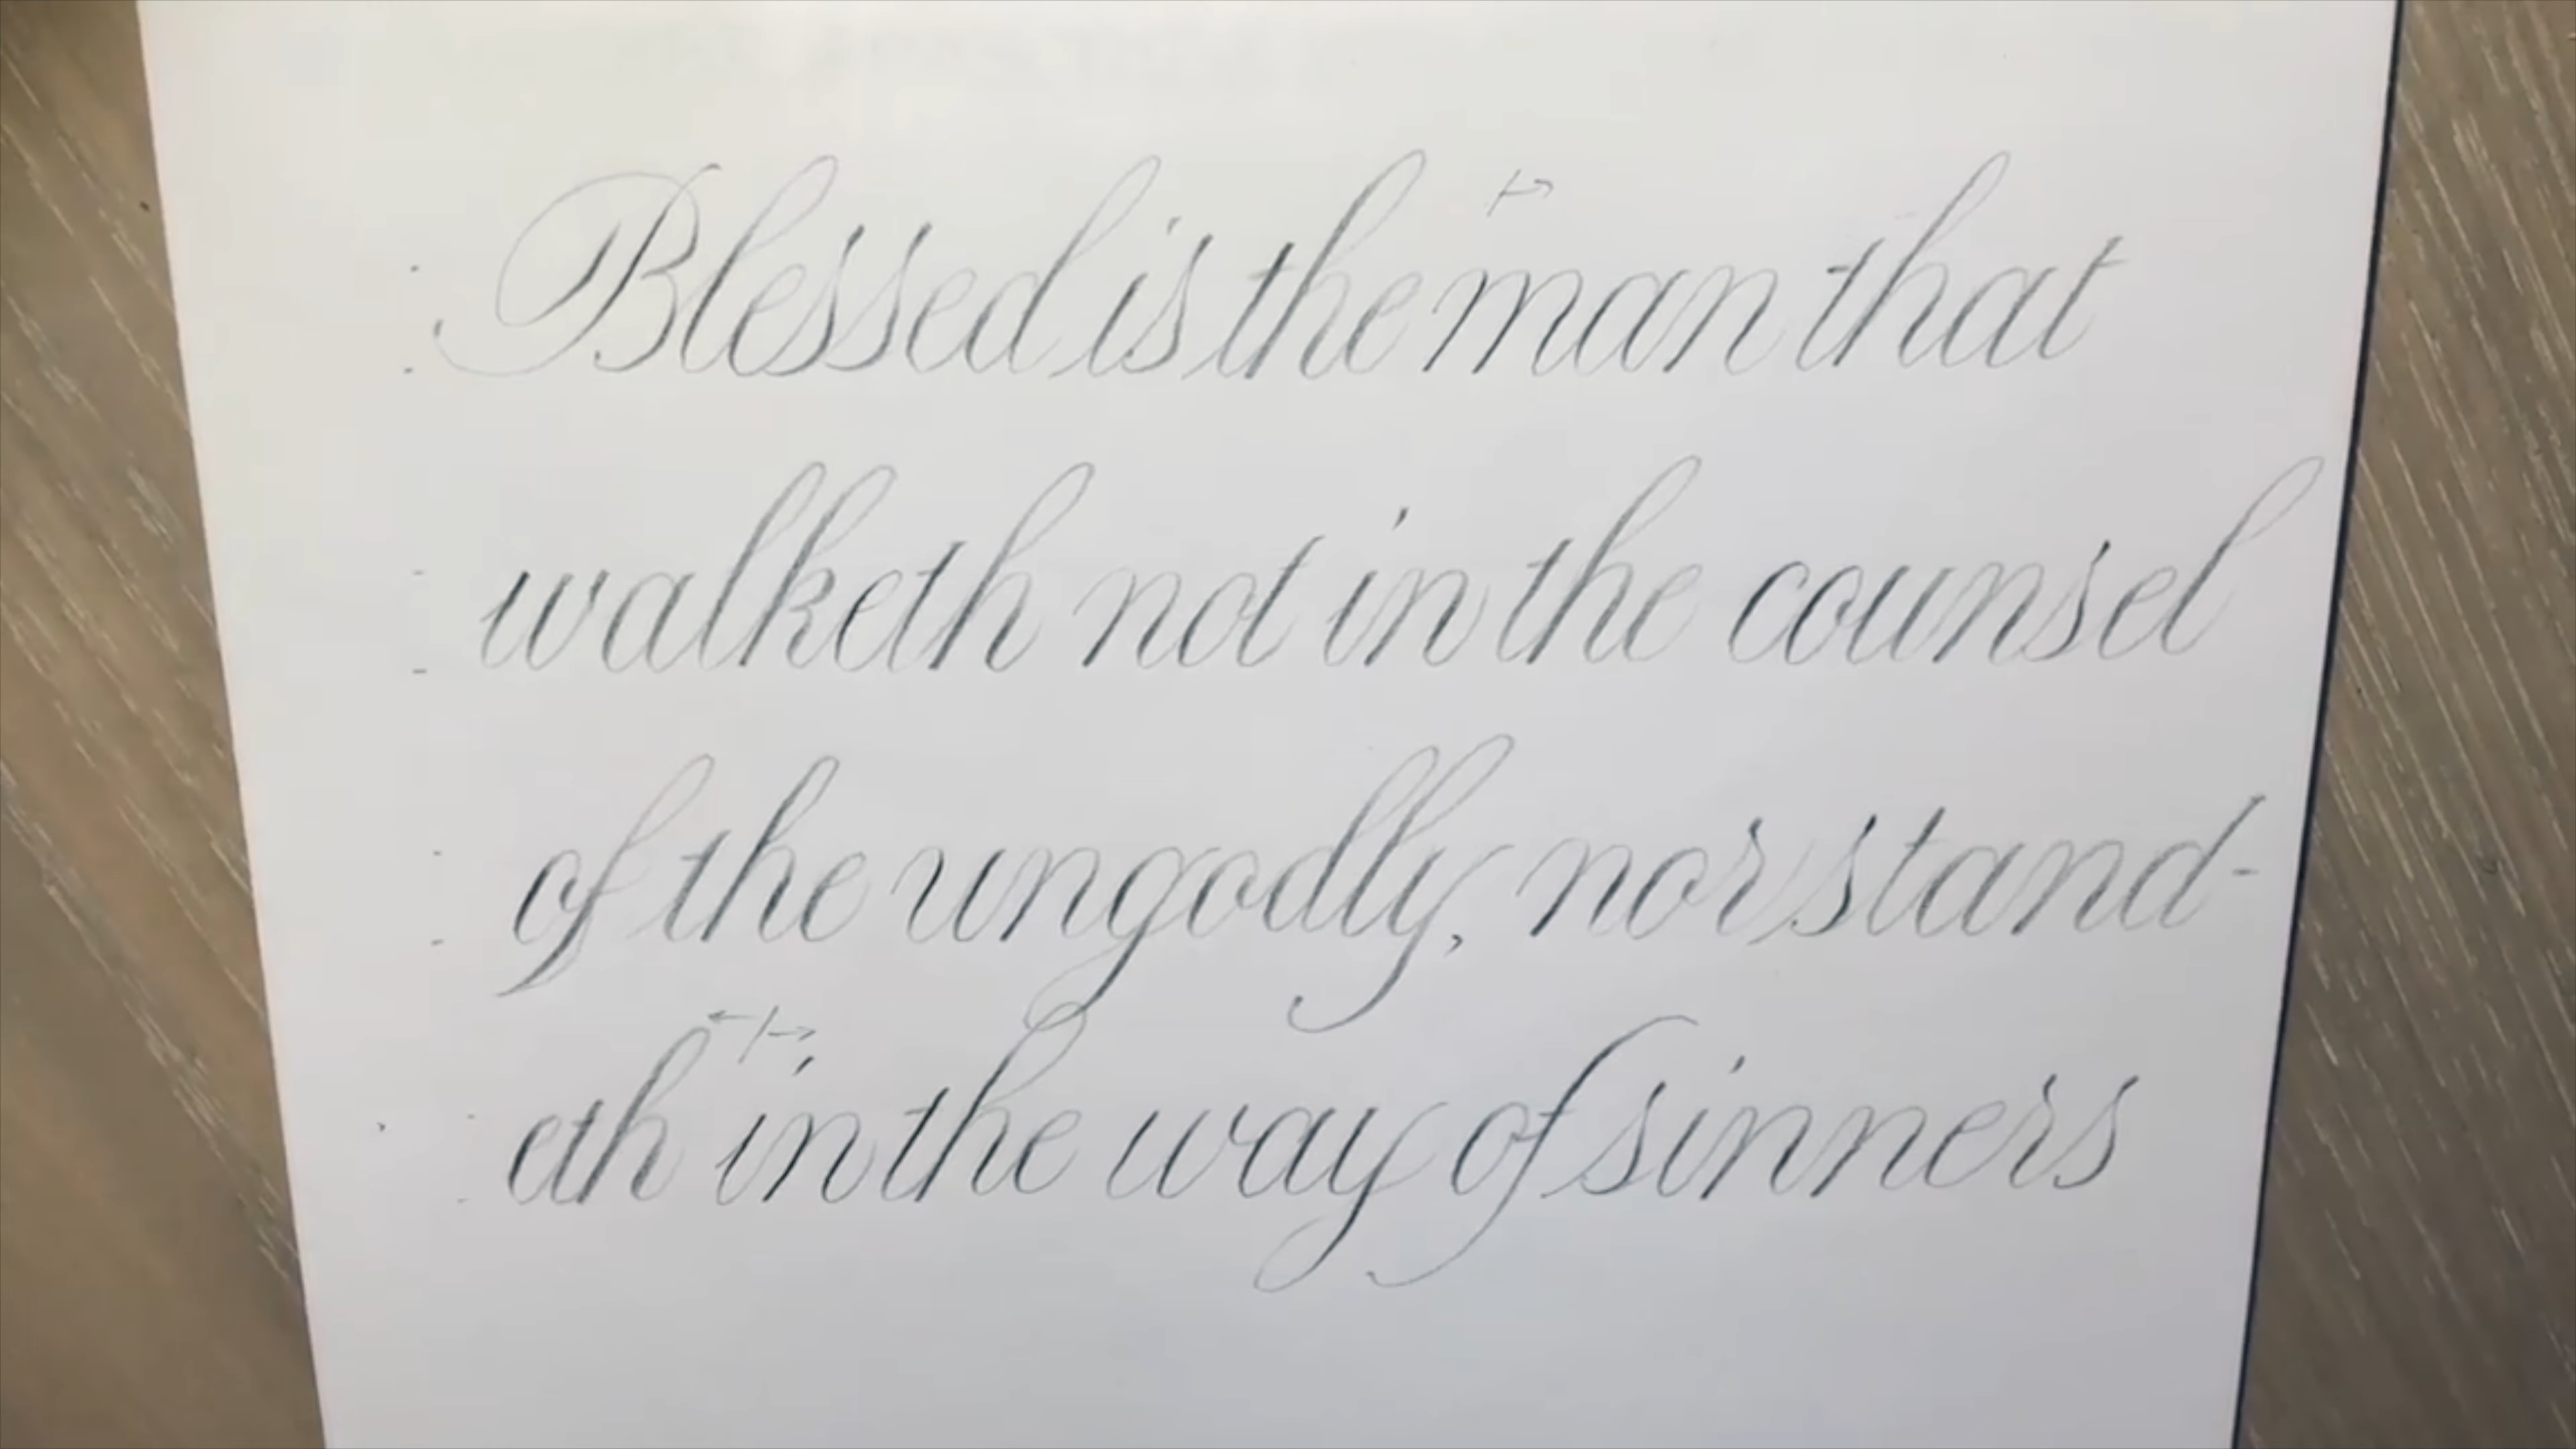 Blessed is the man that
walketh not in the counsel
of the ungodly, nor stand-
eth in the way of sinners